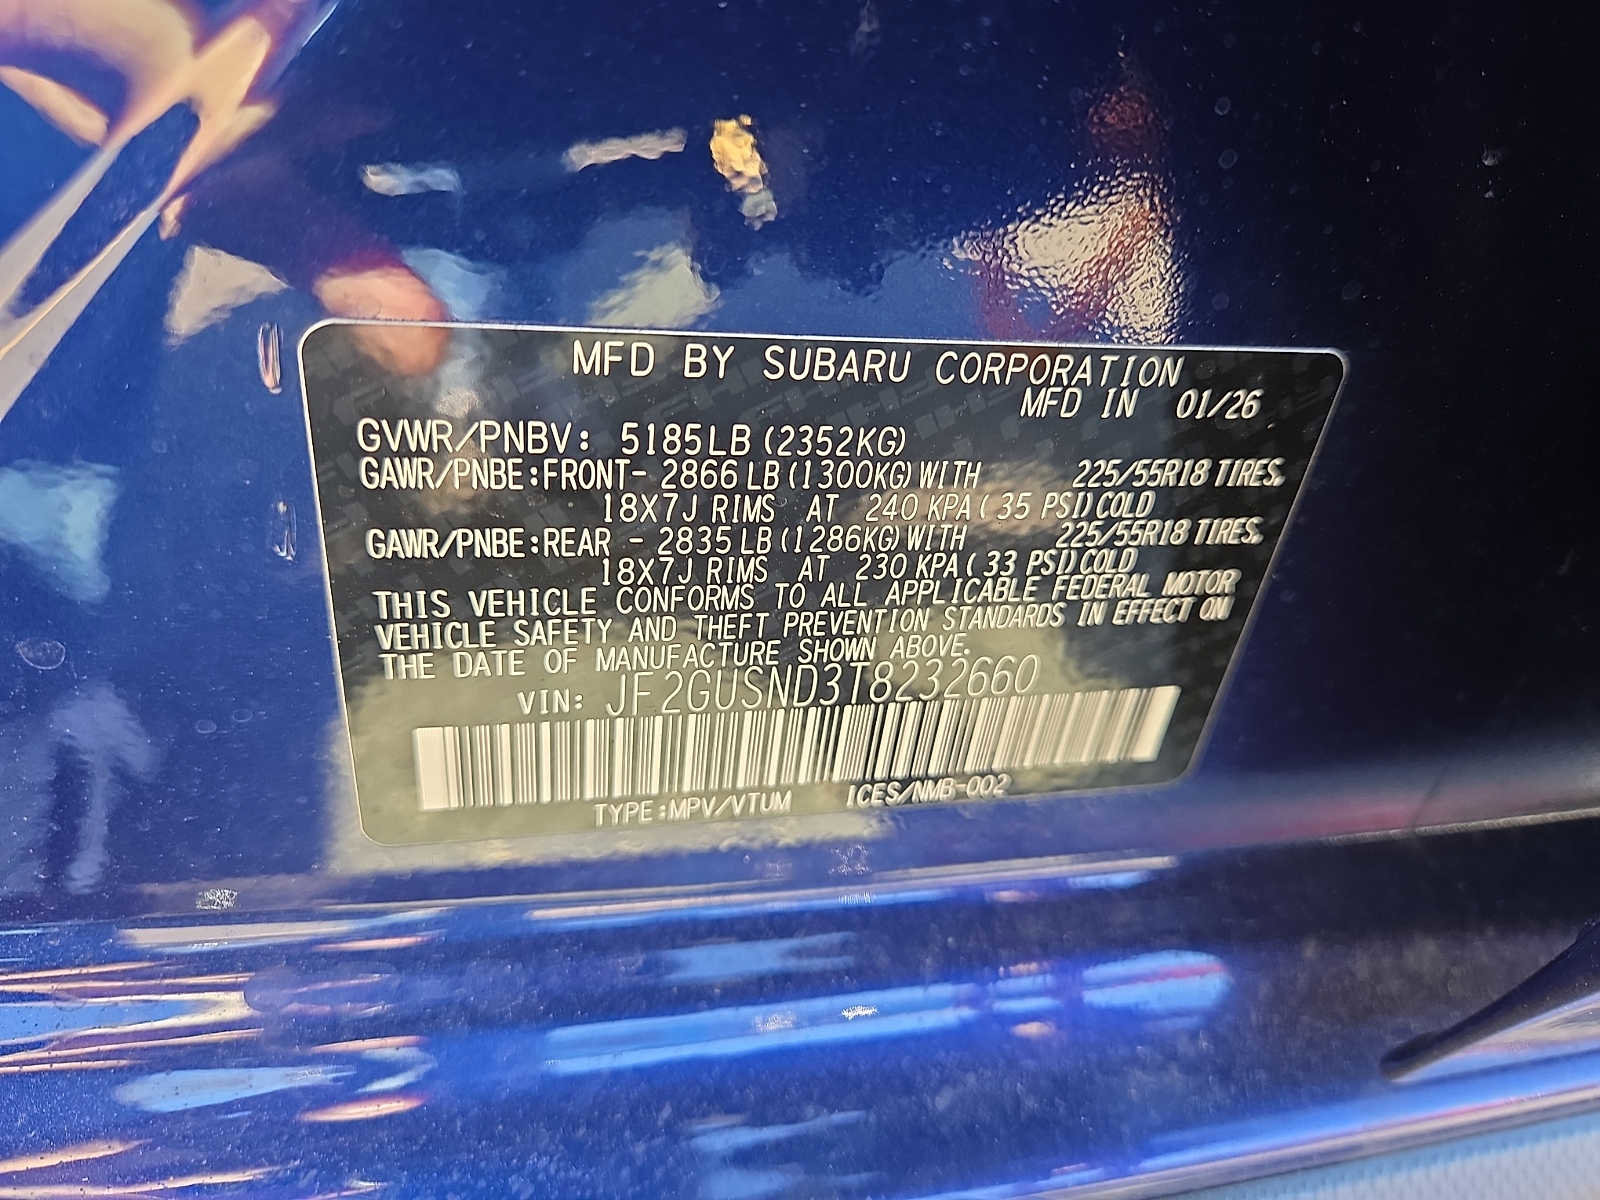 MFD BY SUBARU CORPORATION
MFD IN 01/26
GVWR/PNBV: 5185LB (2352KG)
GAWR/PNBE:FRONT- 2866 LB (1300KG) WITH 225/55R18 TIRES.
18X7J RIMS AT 240 KPA( 35 PSI) COLD
GAWR/PNBE:REAR - 2835 LB (1286KG) WITH 225/55R18 TIRES.
18X7J RIMS AT 230 KPA( 33 PSI) COLD
THIS VEHICLE CONFORMS TO ALL APPLICABLE FEDERAL MOTOR
VEHICLE SAFETY AND THEFT PREVENTION STANDARDS IN EFFECT ON
THE DATE OF MANUFACTURE SHOWN ABOVE.
VIN: JF2GUSND3T8232660
TYPE:MPV/VTUM ICES/NMB-002